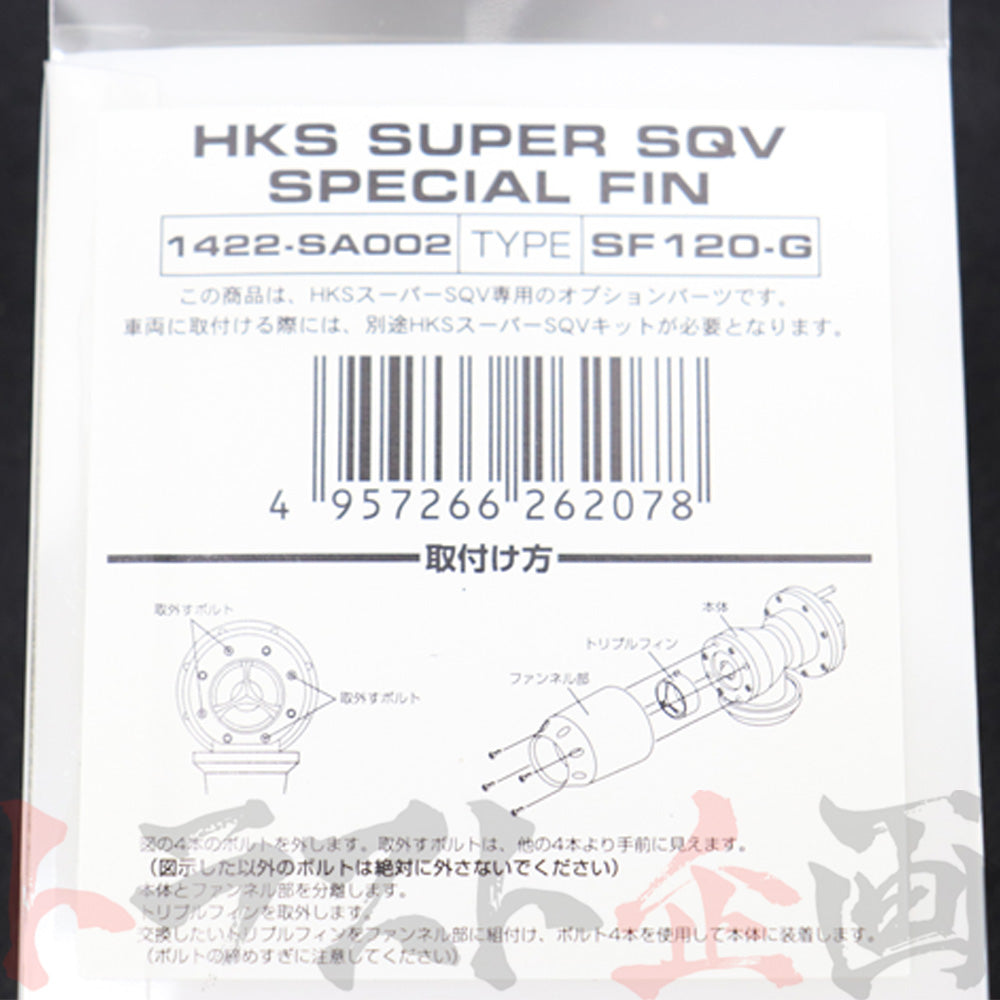 HKS SUPER SQV
SPECIAL FIN
1422-SA002 TYPE SF120-G
この商品は、HKSスーパーSQV専用のオプションパーツです。
車両に取付ける際には、別途HKSスーパーSQVキットが必要となります。
4 957266 262078
取付け方
取外すボルト
本体
トリプルフィン
ファンネル部
取外すボルト
図の4本のボルトを外します。取外すボルトは、他の4本より手前に見えます。
(図示した以外のボルトは絶対に外さないでください)
本体とファンネル部を分離します。
トリプルフィンを取外します。
交換したいトリプルフィンをファンネル部に組付け、ボルト4本を使用して本体に装着します。
(ボルトの締めすぎに注意してください)
トラスト企画